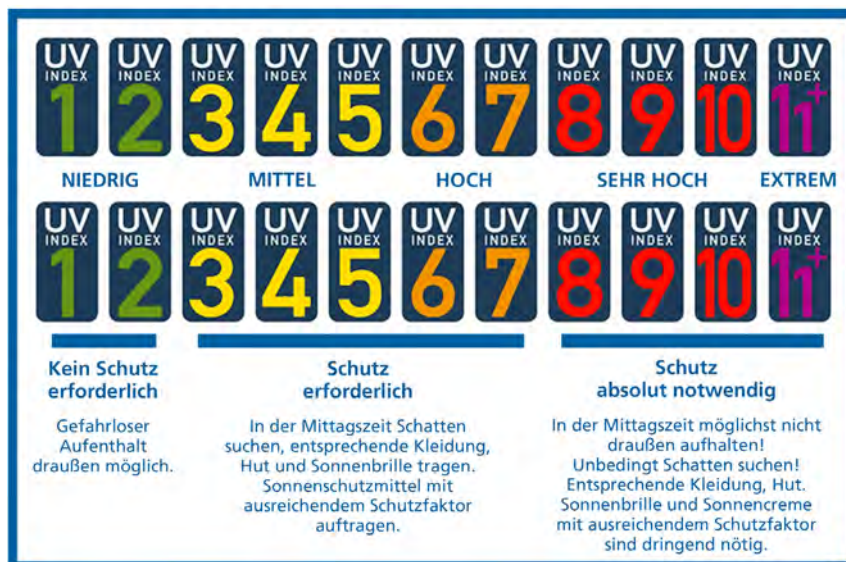 UV INDEX 1 UV INDEX 2 UV INDEX 3 UV INDEX 4 UV INDEX 5 UV INDEX 6 UV INDEX 7 UV INDEX 8 UV INDEX 9 UV INDEX 10 UV INDEX 11+
NIEDRIG MITTEL HOCH SEHR HOCH EXTREM
UV INDEX 1 UV INDEX 2 UV INDEX 3 UV INDEX 4 UV INDEX 5 UV INDEX 6 UV INDEX 7 UV INDEX 8 UV INDEX 9 UV INDEX 10 UV INDEX 11+
Kein Schutz
erforderlich
Gefahrloser
Aufenthalt
draußen möglich.
Schutz
erforderlich
In der Mittagszeit Schatten
suchen, entsprechende Kleidung,
Hut und Sonnenbrille tragen.
Sonnenschutzmittel mit
ausreichendem Schutzfaktor
auftragen.
Schutz
absolut notwendig
In der Mittagszeit möglichst nicht
draußen aufhalten!
Unbedingt Schatten suchen!
Entsprechende Kleidung, Hut.
Sonnenbrille und Sonnencreme
mit ausreichendem Schutzfaktor
sind dringend nötig.